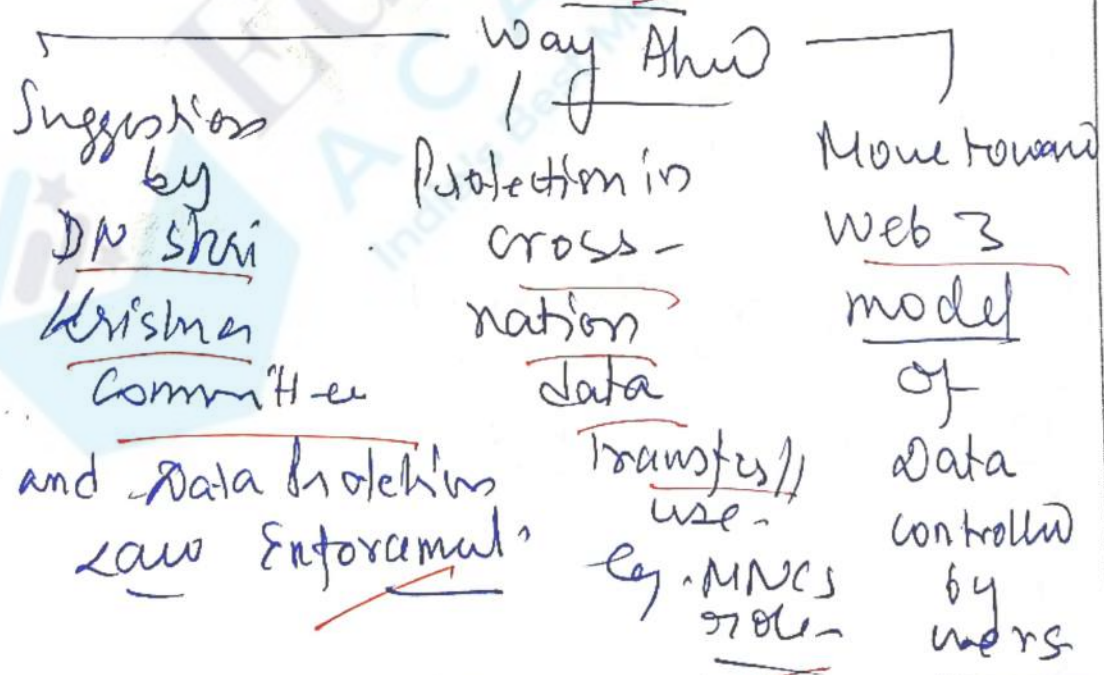 Way Ahead
Suggestions
by
DN Shri
Krishna
Committee
and Data Protection
Law Enforcement.
Protection in
cross-
nation
data
transfer//
use.
Eg. MNCs
role-
Move toward
Web 3
model
of
Data
controlled
by
users